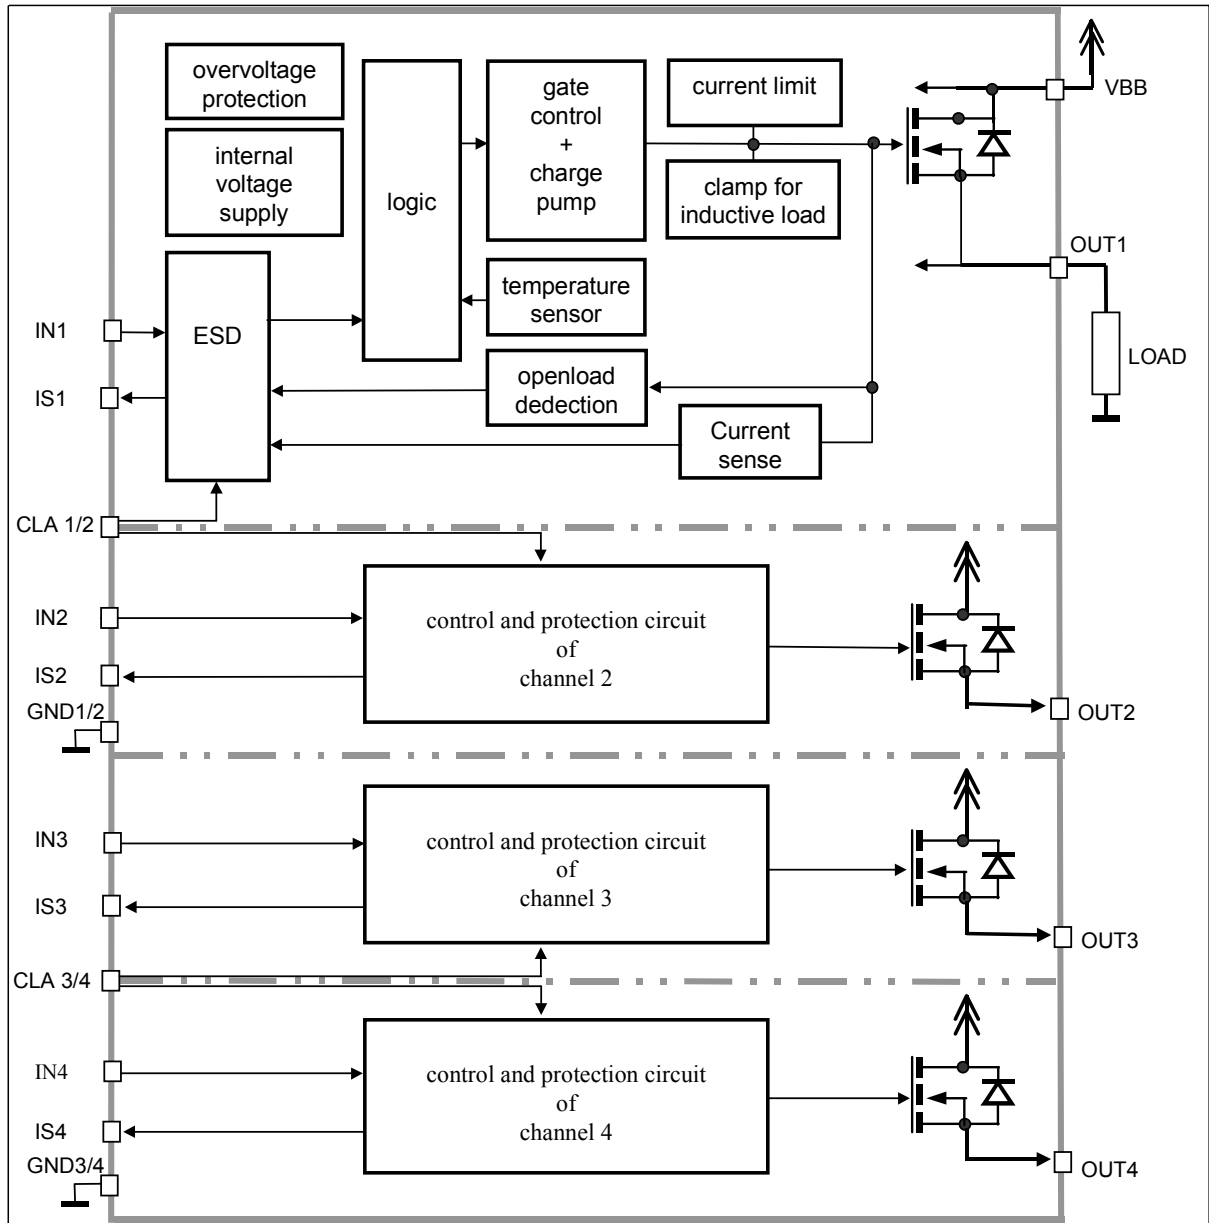 overvoltage
protection
internal
voltage
supply
logic
gate
control
+
charge
pump
current limit
clamp for
inductive load
VBB
OUT1
LOAD
temperature
sensor
openload
dedection
Current
sense
ESD
IN1
IS1
CLA 1/2
IN2
IS2
GND1/2
control and protection circuit
of
channel 2
OUT2
IN3
IS3
control and protection circuit
of
channel 3
OUT3
CLA 3/4
IN4
IS4
GND3/4
control and protection circuit
of
channel 4
OUT4